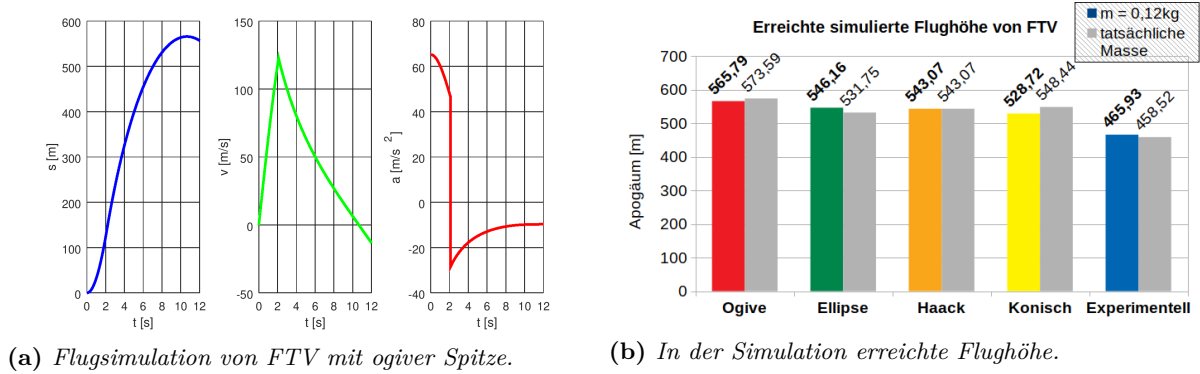 s [m]
600
500
400
300
200
100
0
0 2 4 6 8 10 12
t [s]
v [m/s]
150
100
50
0
-50
0 2 4 6 8 10 12
t [s]
a [m/s²]
80
60
40
20
0
-20
-40
0 2 4 6 8 10 12
t [s]
(a) Flugsimulation von FTV mit ogiver Spitze.
Erreichte simulierte Flughöhe von FTV
m = 0,12kg
tatsächliche
Masse
Apogäum [m]
700
600
500
400
300
200
100
0
565,79 573,59 546,16 531,75 543,07 543,07 528,72 548,44 465,93 458,52
Ogive Ellipse Haack Konisch Experimentell
(b) In der Simulation erreichte Flughöhe.